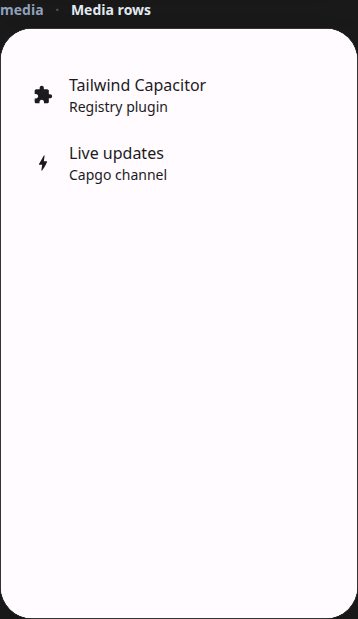 media · Media rows
Tailwind Capacitor
Registry plugin
Live updates
Capgo channel